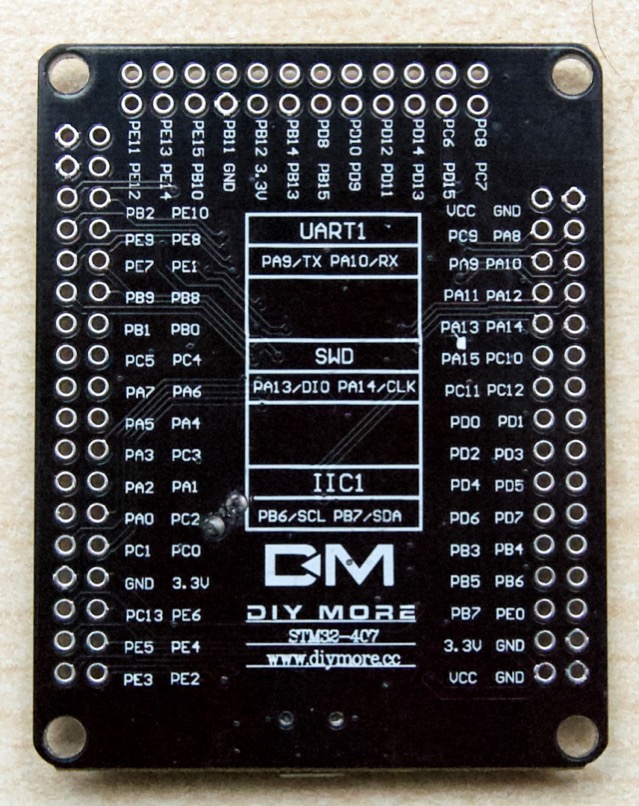 PE11 PE13 PE15 PB11 PB12 PB14 PD8 PD10 PD12 PD14 PC6 PC8
PE12 PE14 PB10 GND 3.3V PB13 PB15 PD9 PD11 PD13 PD15 PC7
PB2 PE10
PE9 PE8
PE7 PE1
PB9 PB8
PB1 PB0
PC5 PC4
PA7 PA6
PA5 PA4
PA3 PC3
PA2 PA1
PA0 PC2
PC1 PC0
GND 3.3V
PC13 PE6
PE5 PE4
PE3 PE2
UART1
PA9/TX PA10/RX
SWD
PA13/DIO PA14/CLK
IIC1
PB6/SCL PB7/SDA
DM
DIY MORE
STM32-407
www.diymore.cc
VCC GND
PC9 PA8
PA9 PA10
PA11 PA12
PA13 PA14
PA15 PC10
PC11 PC12
PD0 PD1
PD2 PD3
PD4 PD5
PD6 PD7
PB3 PB4
PB5 PB6
PB7 PE0
3.3V GND
VCC GND